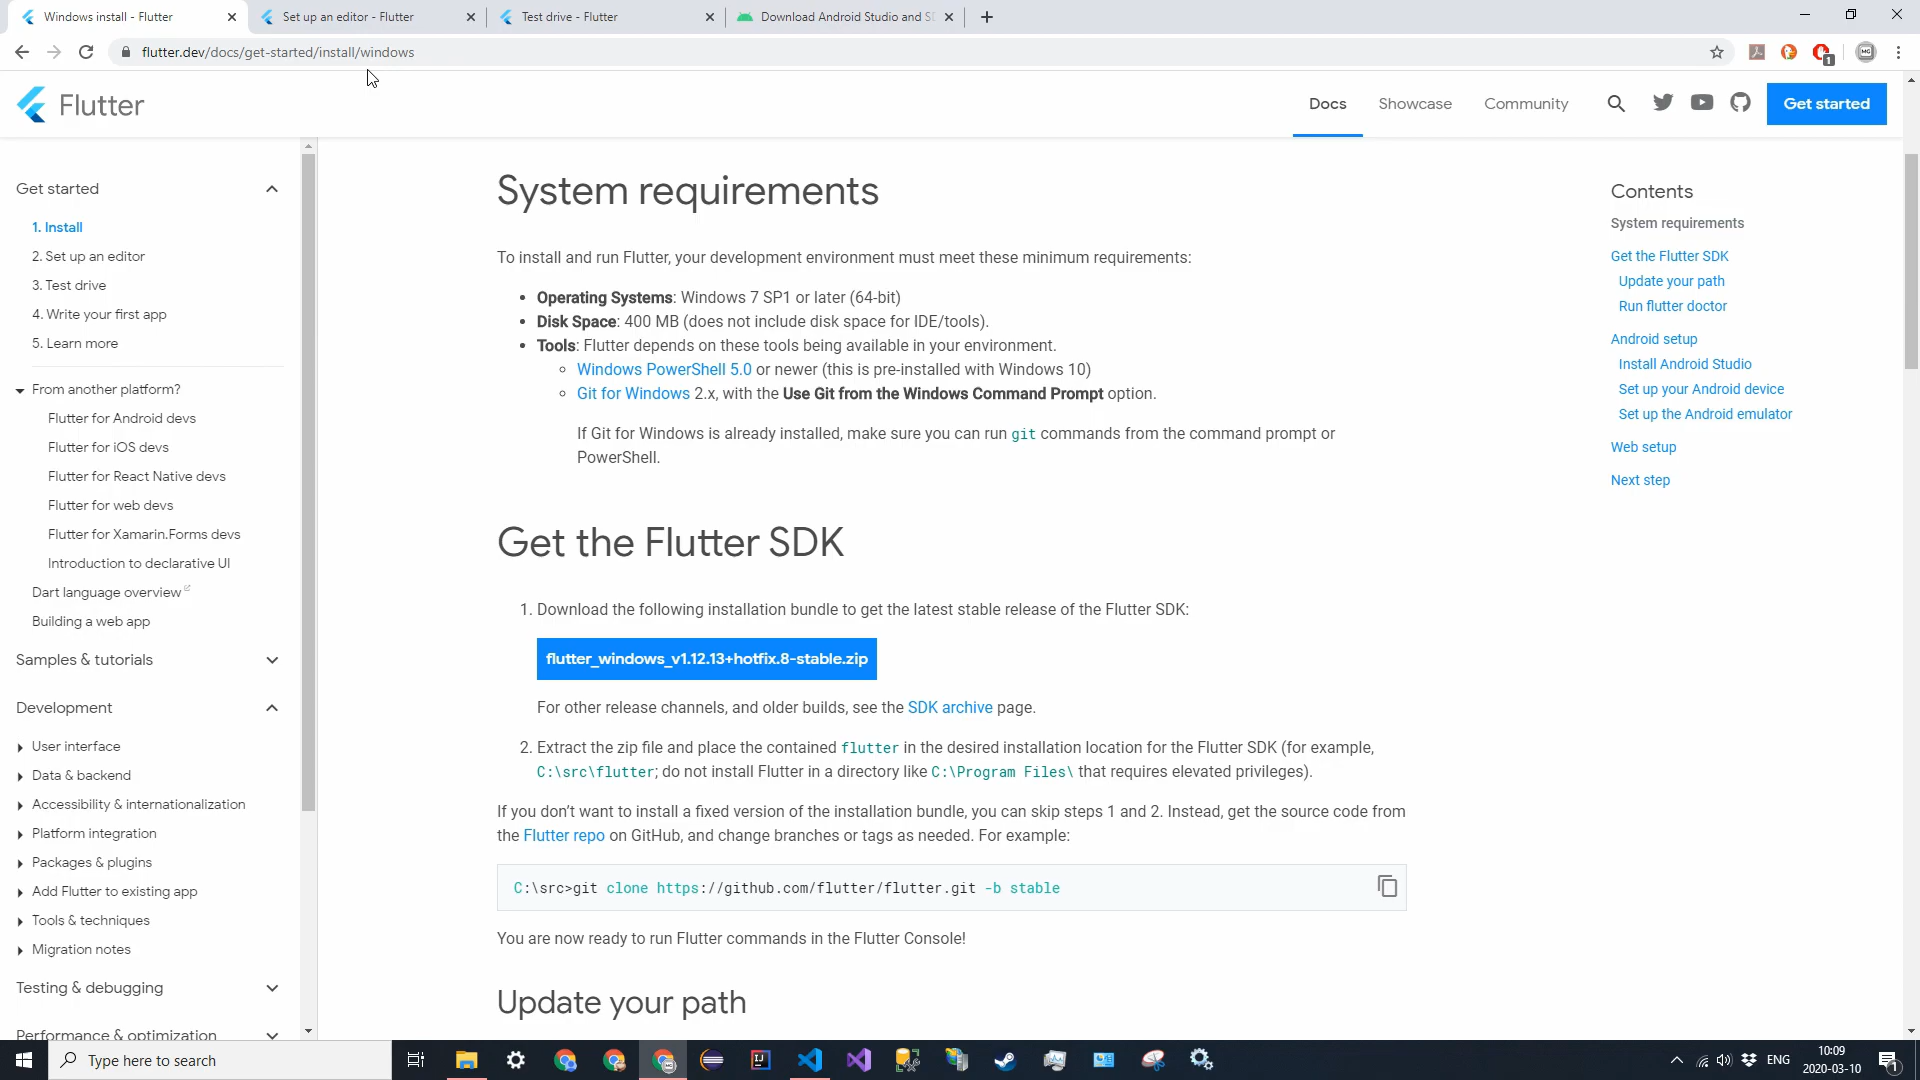 Windows install - Flutter
Set up an editor - Flutter
Test drive - Flutter
Download Android Studio and S
flutter.dev/docs/get-started/install/windows
1
Flutter
Docs
Showcase
Community
Get started
Get started
1. Install
2. Set up an editor
3. Test drive
4. Write your first app
5. Learn more
From another platform?
Flutter for Android devs
Flutter for iOS devs
Flutter for React Native devs
Flutter for web devs
Flutter for Xamarin.Forms devs
Introduction to declarative UI
Dart language overview
Building a web app
Samples & tutorials
Development
User interface
Data & backend
Accessibility & internationalization
Platform integration
Packages & plugins
Add Flutter to existing app
Tools & techniques
Migration notes
Testing & debugging
Performance & optimization
System requirements
To install and run Flutter, your development environment must meet these minimum requirements:
Operating Systems: Windows 7 SP1 or later (64-bit)
Disk Space: 400 MB (does not include disk space for IDE/tools).
Tools: Flutter depends on these tools being available in your environment.
Windows PowerShell 5.0 or newer (this is pre-installed with Windows 10)
Git for Windows 2.x, with the Use Git from the Windows Command Prompt option.
If Git for Windows is already installed, make sure you can run git commands from the command prompt or
PowerShell.
Get the Flutter SDK
1. Download the following installation bundle to get the latest stable release of the Flutter SDK:
flutter_windows_v1.12.13+hotfix.8-stable.zip
For other release channels, and older builds, see the SDK archive page.
2. Extract the zip file and place the contained flutter in the desired installation location for the Flutter SDK (for example,
C:\src\flutter; do not install Flutter in a directory like C:\Program Files\ that requires elevated privileges).
If you don’t want to install a fixed version of the installation bundle, you can skip steps 1 and 2. Instead, get the source code from
the Flutter repo on GitHub, and change branches or tags as needed. For example:
C:\src>git clone https://github.com/flutter/flutter.git -b stable
You are now ready to run Flutter commands in the Flutter Console!
Update your path
Contents
System requirements
Get the Flutter SDK
Update your path
Run flutter doctor
Android setup
Install Android Studio
Set up your Android device
Set up the Android emulator
Web setup
Next step
Type here to search
ENG
10:09
2020-03-10
1